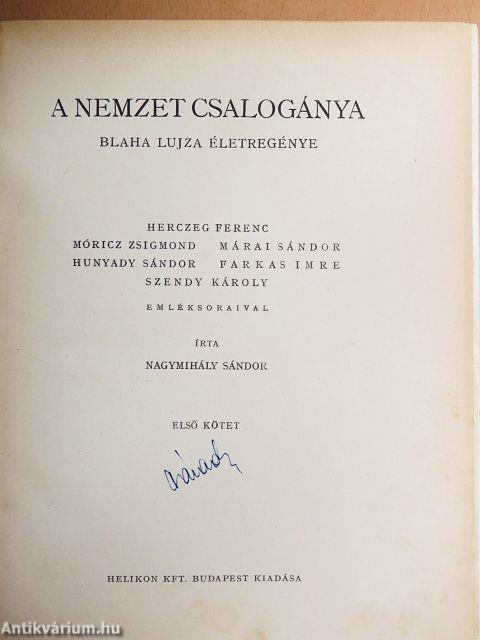 A NEMZET CSALOGÁNYA
BLAHA LUJZA ÉLETREGÉNYE
HERCZEG FERENC
MÓRICZ ZSIGMOND MÁRAI SÁNDOR
HUNYADY SÁNDOR FARKAS IMRE
SZENDY KÁROLY
EMLÉKSORAIVAL
ÍRTA
NAGYMIHÁLY SÁNDOR
ELSŐ KÖTET
HELIKON KFT. BUDAPEST KIADÁSA
Antikvárium.hu